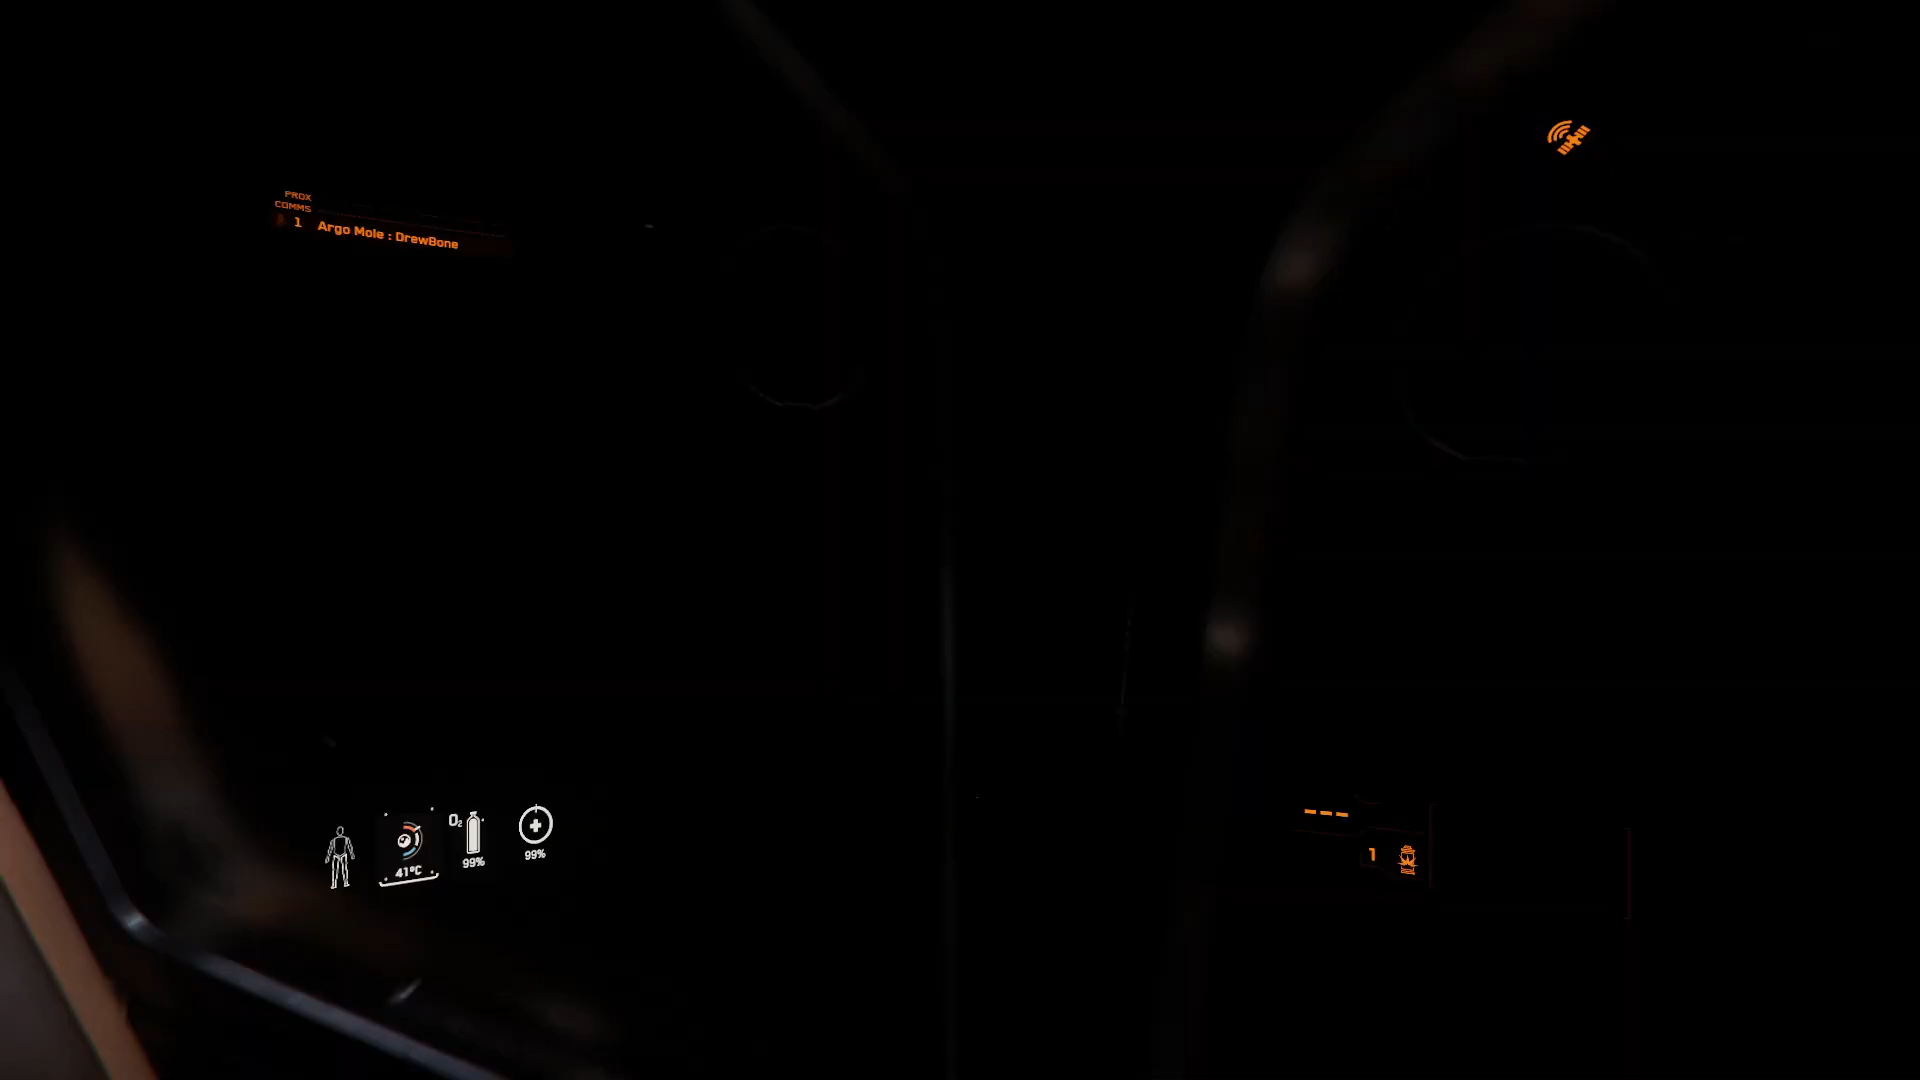 PROX
COMMS
1 Argo Mole : DrewBone
O₂
41°C
99%
99%
---
1